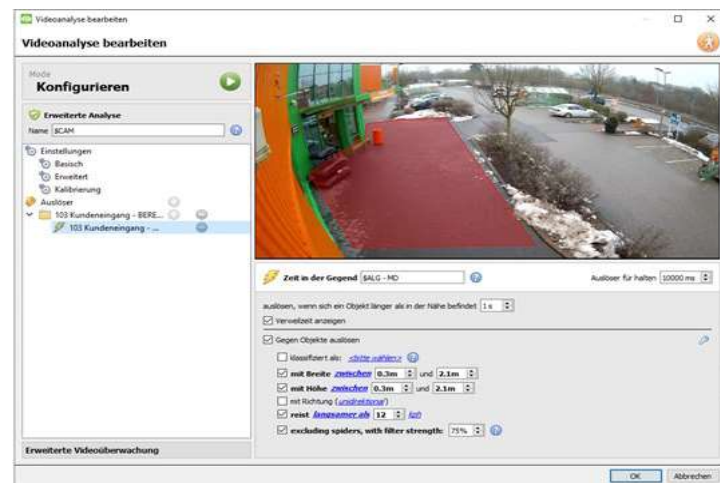 Videoanalyse bearbeiten
Videoanalyse bearbeiten
Mode
Konfigurieren
Erweiterte Analyse
Name $CAM
Einstellungen
Basisch
Erweitert
Kalibrierung
Auslöser
103 Kundeneingang - BERE...
103 Kundeneingang - ...
Erweiterte Videoüberwachung
Zeit in der Gegend $ALG - MD
Auslöser für halten 10000 ms
auslösen, wenn sich ein Objekt länger als in der Nähe befindet 1 s
Verweilzeit anzeigen
Gegen Objekte auslösen
klassifiziert als: <bitte wählen>
mit Breite zwischen 0.3m und 2.1m
mit Höhe zwischen 0.3m und 2.1m
mit Richtung (unidirektional)
reist langsamer als 12 kph
excluding spiders, with filter strength: 75%
OK
Abbrechen